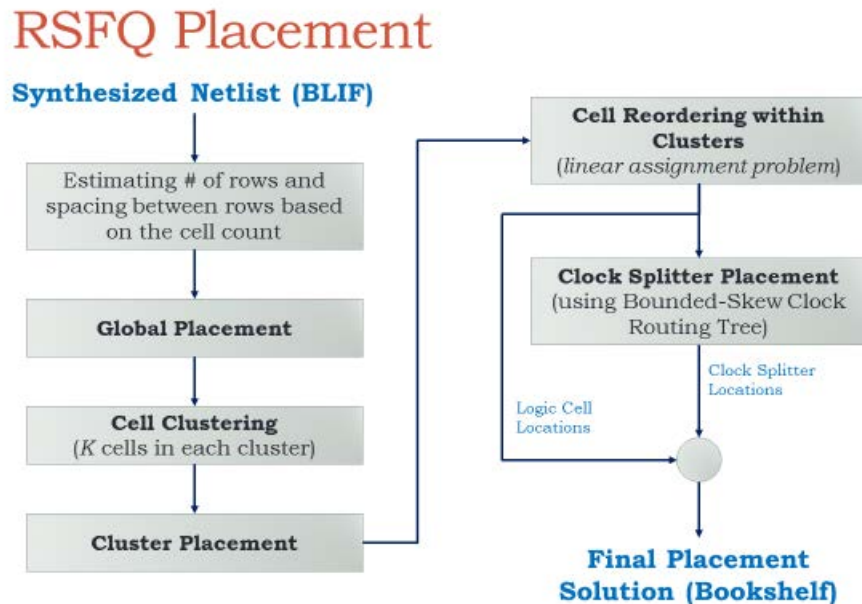 RSFQ Placement
Synthesized Netlist (BLIF)
Estimating # of rows and
spacing between rows based
on the cell count
Global Placement
Cell Clustering
(K cells in each cluster)
Cluster Placement
Cell Reordering within
Clusters
(linear assignment problem)
Clock Splitter Placement
(using Bounded-Skew Clock
Routing Tree)
Clock Splitter
Locations
Logic Cell
Locations
Final Placement
Solution (Bookshelf)